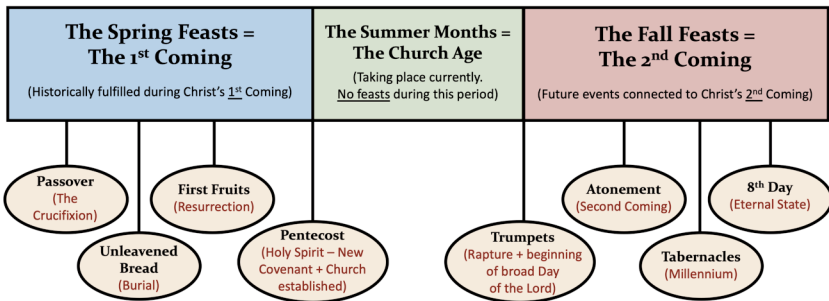 The Spring Feasts =
The 1st Coming
(Historically fulfilled during Christ's 1st Coming)
The Summer Months =
The Church Age
(Taking place currently.
No feasts during this period)
The Fall Feasts =
The 2nd Coming
(Future events connected to Christ's 2nd Coming)
Passover
(The
Crucifixion)
Unleavened
Bread
(Burial)
First Fruits
(Resurrection)
Pentecost
(Holy Spirit – New
Covenant + Church
established)
Trumpets
(Rapture + beginning
of broad Day
of the Lord)
Atonement
(Second Coming)
Tabernacles
(Millennium)
8th Day
(Eternal State)